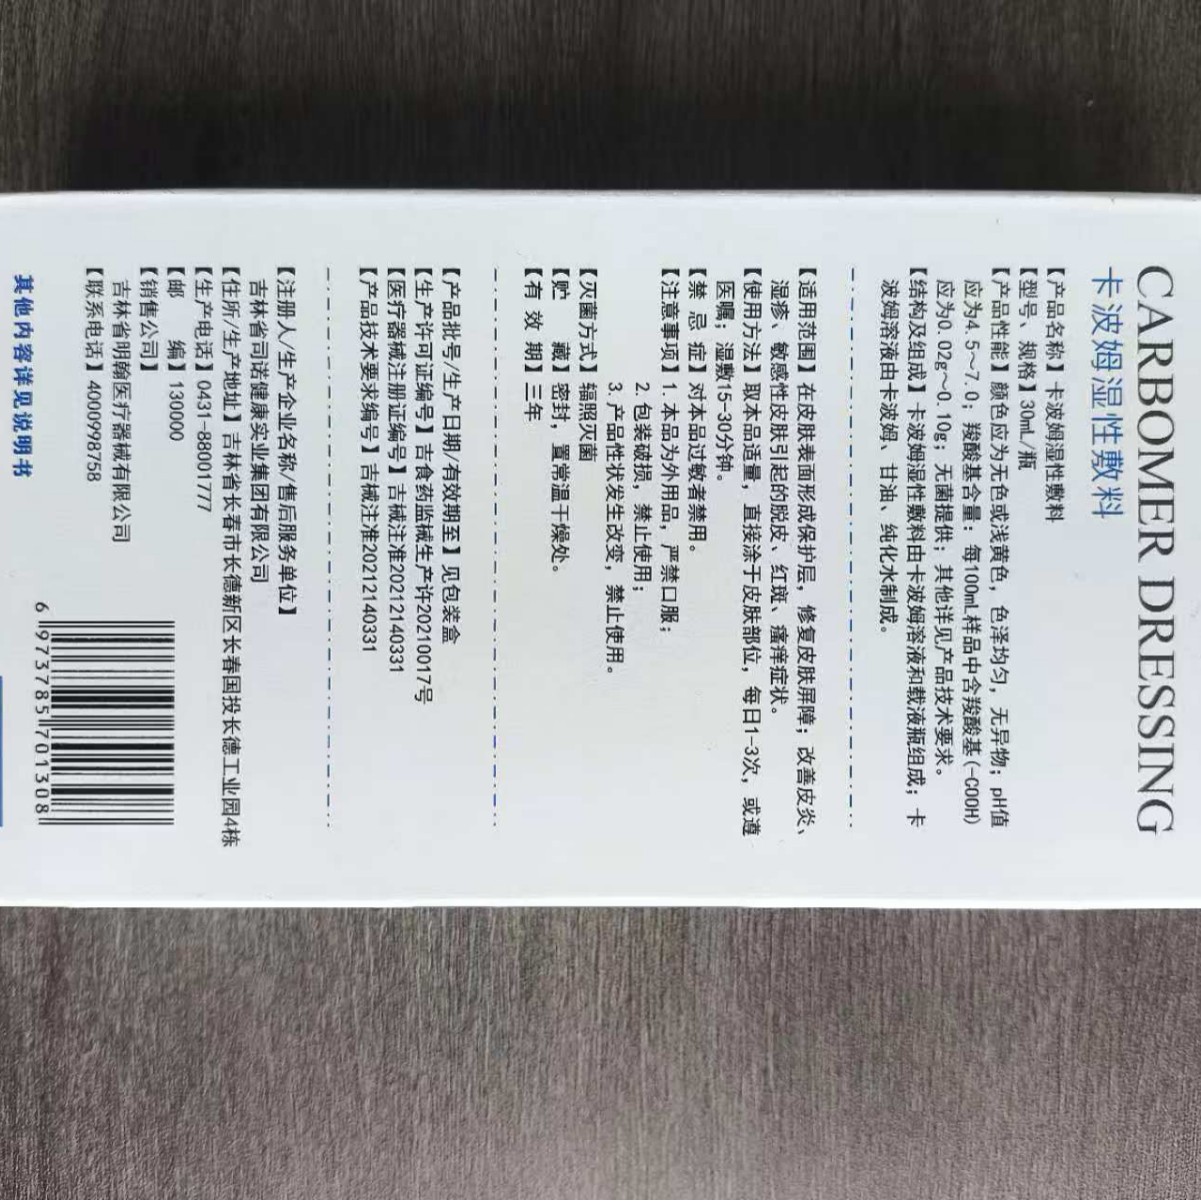 CARBOMER DRESSING
卡波姆湿性敷料
【产品名称】卡波姆湿性敷料
【型号、规格】30mL/瓶
【产品性能】颜色应为无色或浅黄色，色泽均匀，无异物；pH值
应为4.5～7.0；羧酸基含量：每100mL样品中含羧酸基(-COOH)
应为0.02g～0.10g；无菌提供；其他详见产品技术要求。
【结构及组成】卡波姆湿性敷料由卡波姆溶液和载液瓶组成；卡
波姆溶液由卡波姆、甘油、纯化水制成。
【适用范围】在皮肤表面形成保护层，修复皮肤屏障；改善皮炎、
湿疹、敏感性皮肤引起的脱皮、红斑、瘙痒症状。
【使用方法】取本品适量，直接涂于皮肤部位，每日1-3次，或遵
医嘱；湿敷15-30分钟。
【禁 忌 症】对本品过敏者禁用。
【注意事项】1.本品为外用品，严禁口服；
2.包装破损，禁止使用；
3.产品性状发生改变，禁止使用。
【灭菌方式】辐照灭菌
【贮 藏】密封，置常温干燥处。
【有 效 期】三年
【产品批号/生产日期/有效期至】见包装盒
【生产许可证编号】吉食药监械生产许20210017号
【医疗器械注册证编号】吉械注准20212140331
【产品技术要求编号】吉械注准20212140331
【注册人/生产企业名称/售后服务单位】
吉林省司诺健康实业集团有限公司
【住所/生产地址】吉林省长春市长德新区长春国投长德工业园4栋
【生产电话】0431-88001777
【邮 编】130000
【销售公司】
吉林省明翰医疗器械有限公司
【联系电话】4000998758
其他内容详见说明书
6 973785 701308